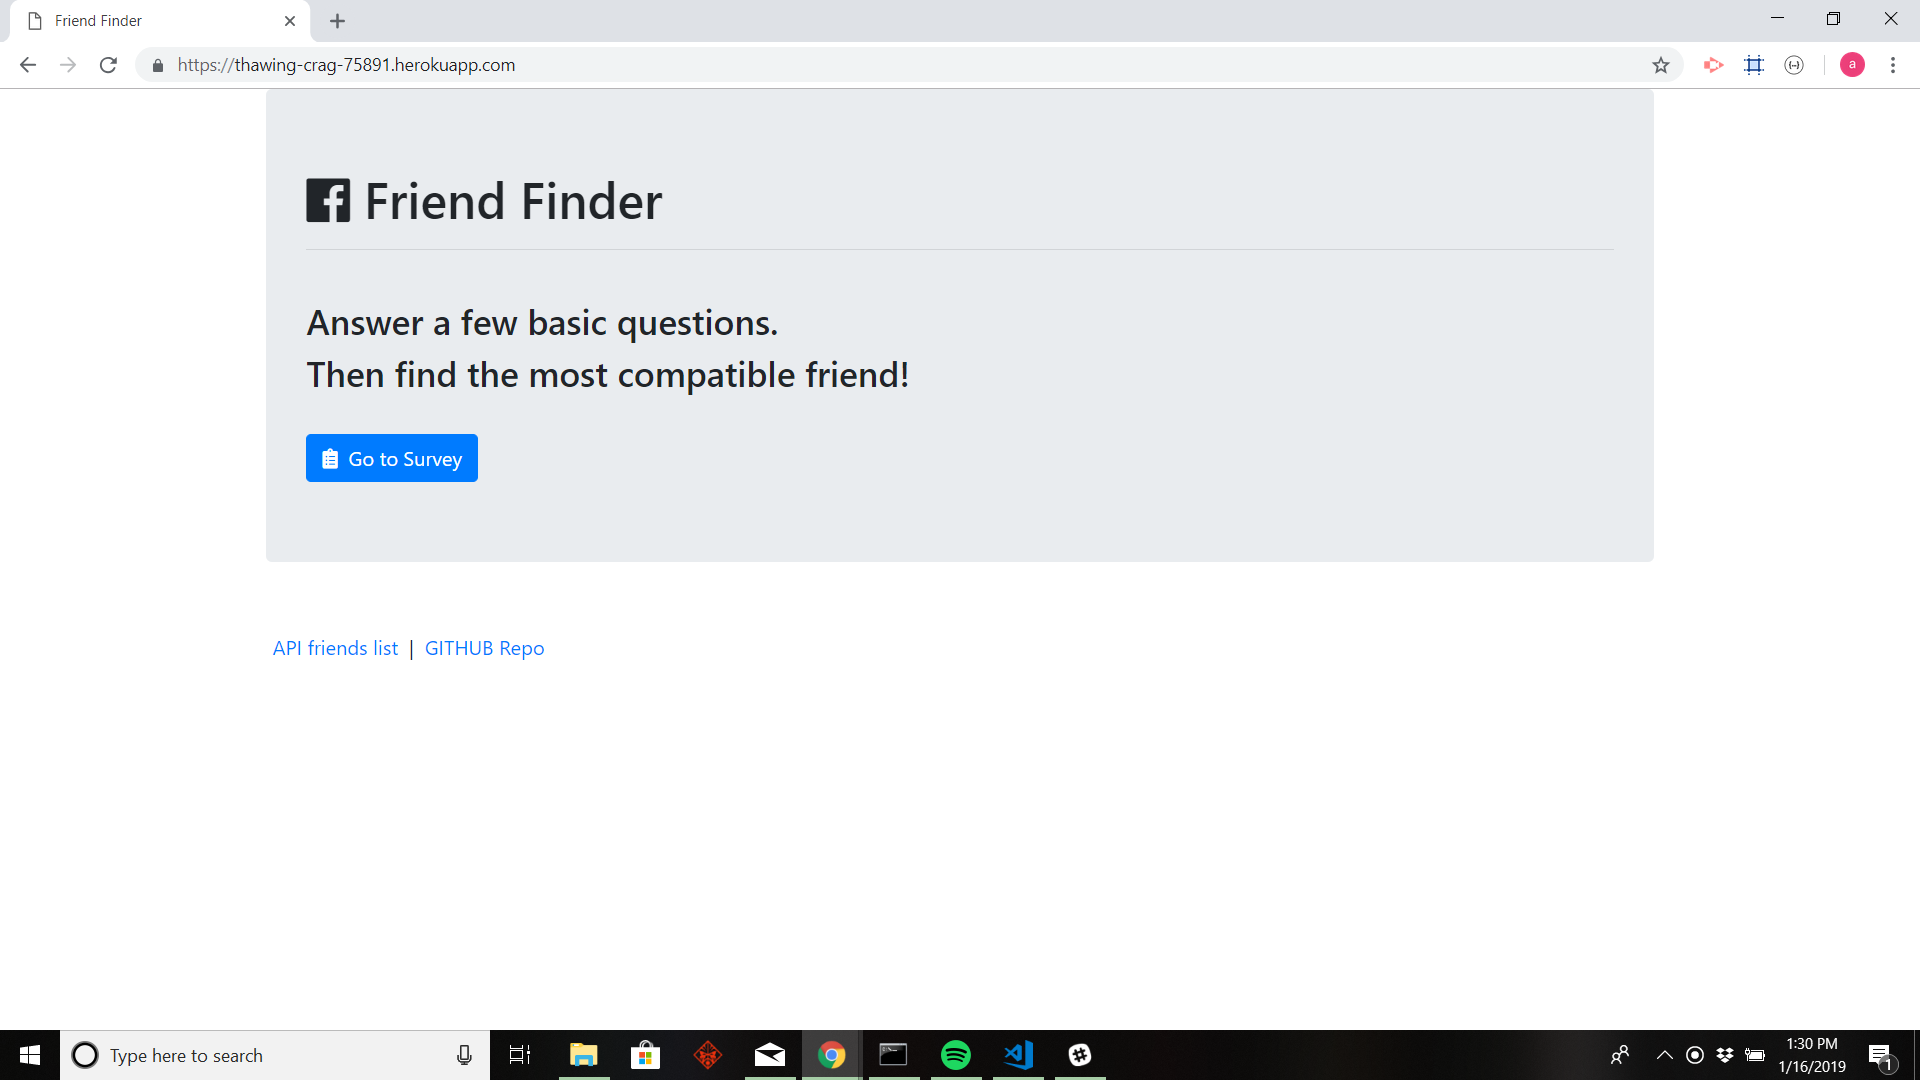 Friend Finder
https://thawing-crag-75891.herokuapp.com
a
Friend Finder
Answer a few basic questions.
Then find the most compatible friend!
Go to Survey
API friends list | GITHUB Repo
Type here to search
1:30 PM
1/16/2019
1